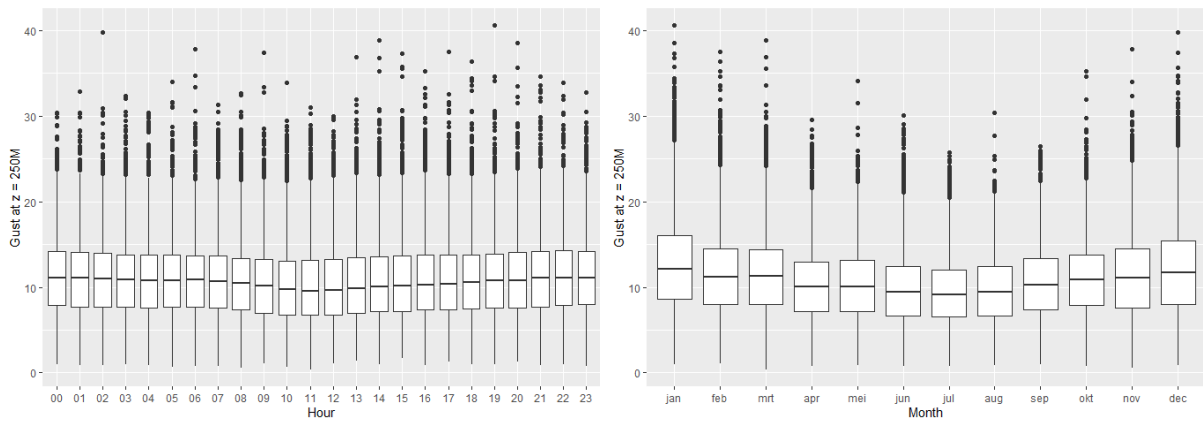 Gust at z = 250M
40
30
20
10
0
00 01 02 03 04 05 06 07 08 09 10 11 12 13 14 15 16 17 18 19 20 21 22 23
Hour
Gust at z = 250M
40
30
20
10
0
jan feb mrt apr mei jun jul aug sep okt nov dec
Month